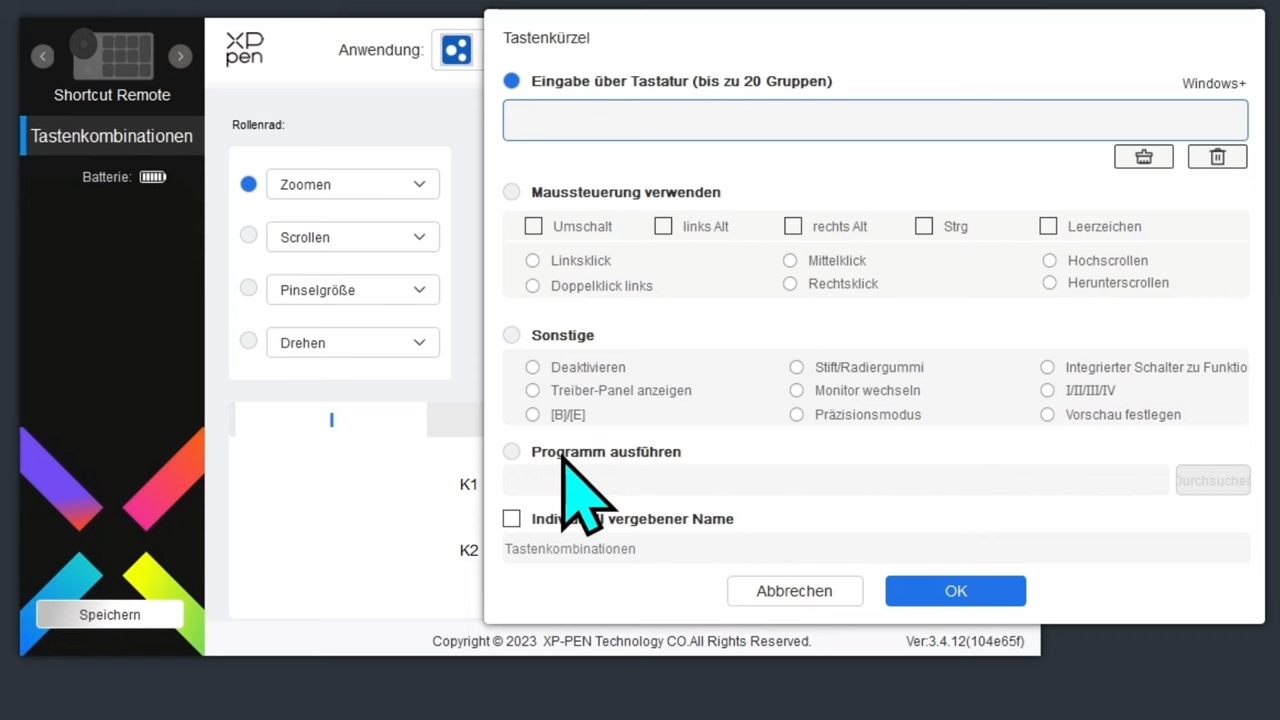 XP
pen
Anwendung:
Shortcut Remote
Tastenkombinationen
Batterie:
Speichern
Rollenrad:
Zoomen
Scrollen
Pinselgröße
Drehen
K1
K2
Tastenkürzel
Eingabe über Tastatur (bis zu 20 Gruppen)
Windows+
Maussteuerung verwenden
Umschalt links Alt rechts Alt Strg Leerzeichen
Linksklick Mittelklick Hochscrollen
Doppelklick links Rechtsklick Herunterscrollen
Sonstige
Deaktivieren Stift/Radiergummi Integrierter Schalter zu Funktio
Treiber-Panel anzeigen Monitor wechseln I/II/III/IV
[B]/[E] Präzisionsmodus Vorschau festlegen
Programm ausführen
Durchsuchen
vergebener Name
Tastenkombinationen
Abbrechen OK
Copyright © 2023 XP-PEN Technology CO.All Rights Reserved. Ver:3.4.12(104e65f)